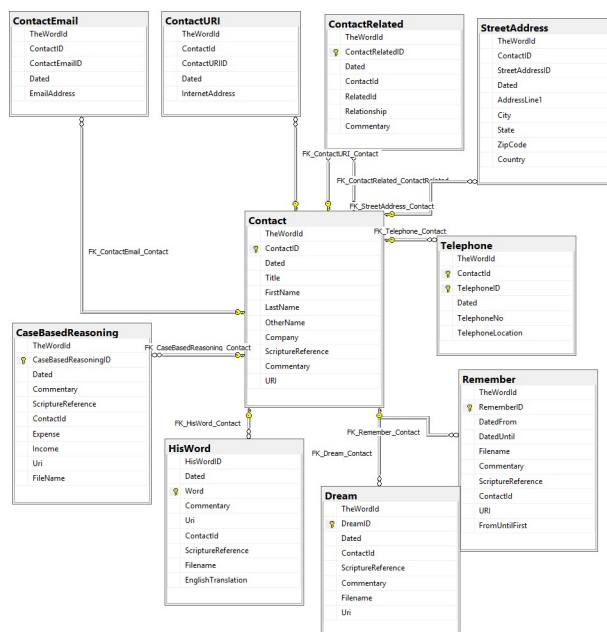 ContactEmail
TheWordId
ContactID
ContactEmailID
Dated
EmailAddress
ContactURI
TheWordId
ContactId
ContactURIID
Dated
InternetAddress
ContactRelated
TheWordId
ContactRelatedID
Dated
ContactId
RelatedId
Relationship
Commentary
StreetAddress
TheWordId
ContactID
StreetAddressID
Dated
AddressLine1
City
State
ZipCode
Country
FK_ContactURI_Contact
FK_ContactRelated_ContactRelated
FK_StreetAddress_Contact
FK_Telephone_Contact
FK_ContactEmail_Contact
Contact
TheWordId
ContactID
Dated
Title
FirstName
LastName
OtherName
Company
ScriptureReference
Commentary
URI
Telephone
TheWordId
ContactId
TelephoneID
Dated
TelephoneNo
TelephoneLocation
CaseBasedReasoning
TheWordId
CaseBasedReasoningID
Dated
Commentary
ScriptureReference
ContactId
Expense
Income
Uri
FileName
FK_CaseBasedReasoning_Contact
FK_HisWord_Contact
FK_Remember_Contact
FK_Dream_Contact
HisWord
HisWordID
Dated
Word
Commentary
Uri
ContactId
ScriptureReference
Filename
EnglishTranslation
Dream
TheWordId
DreamID
Dated
ContactId
ScriptureReference
Commentary
Filename
Uri
Remember
TheWordId
RememberID
DatedFrom
DatedUntil
Filename
Commentary
ScriptureReference
ContactId
URI
FromUntilFirst